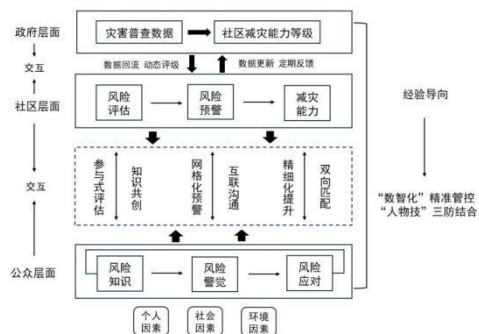 政府层面
灾害普查数据
社区减灾能力等级
交互
数据回流 动态评级
数据更新 定期反馈
社区层面
风险
评估
风险
预警
减灾
能力
经验导向
交互
参与式评估
知识共创
网格化预警
互联沟通
精细化提升
双向匹配
“数智化”精准管控
“人物技”三防结合
公众层面
风险
知识
风险
警觉
风险
应对
个人
因素
社会
因素
环境
因素